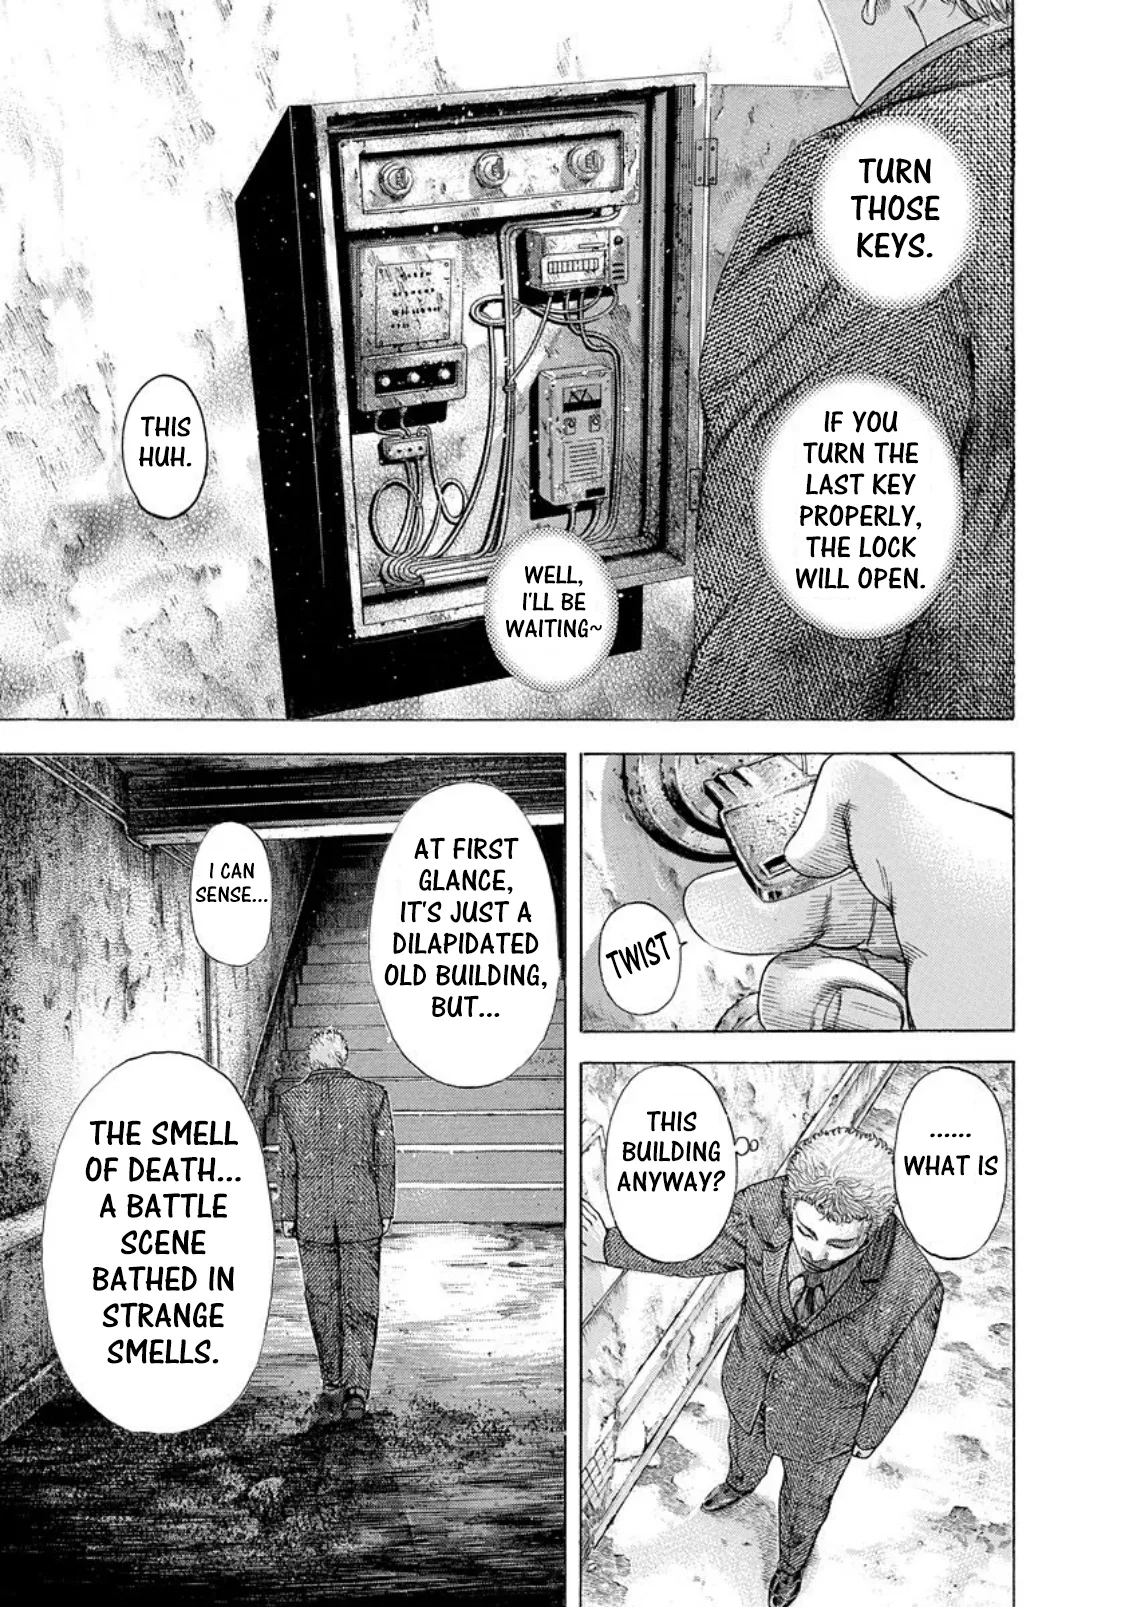 TURN
THOSE
KEYS.
IF YOU
TURN THE
LAST KEY
PROPERLY,
THE LOCK
WILL OPEN.
WELL,
I'LL BE
WAITING~
THIS
HUH.
TWIST
......
WHAT IS
THIS
BUILDING
ANYWAY?
AT FIRST
GLANCE,
IT'S JUST A
DILAPIDATED
OLD BUILDING,
BUT...
I CAN
SENSE...
THE SMELL
OF DEATH...
A BATTLE
SCENE
BATHED IN
STRANGE
SMELLS.